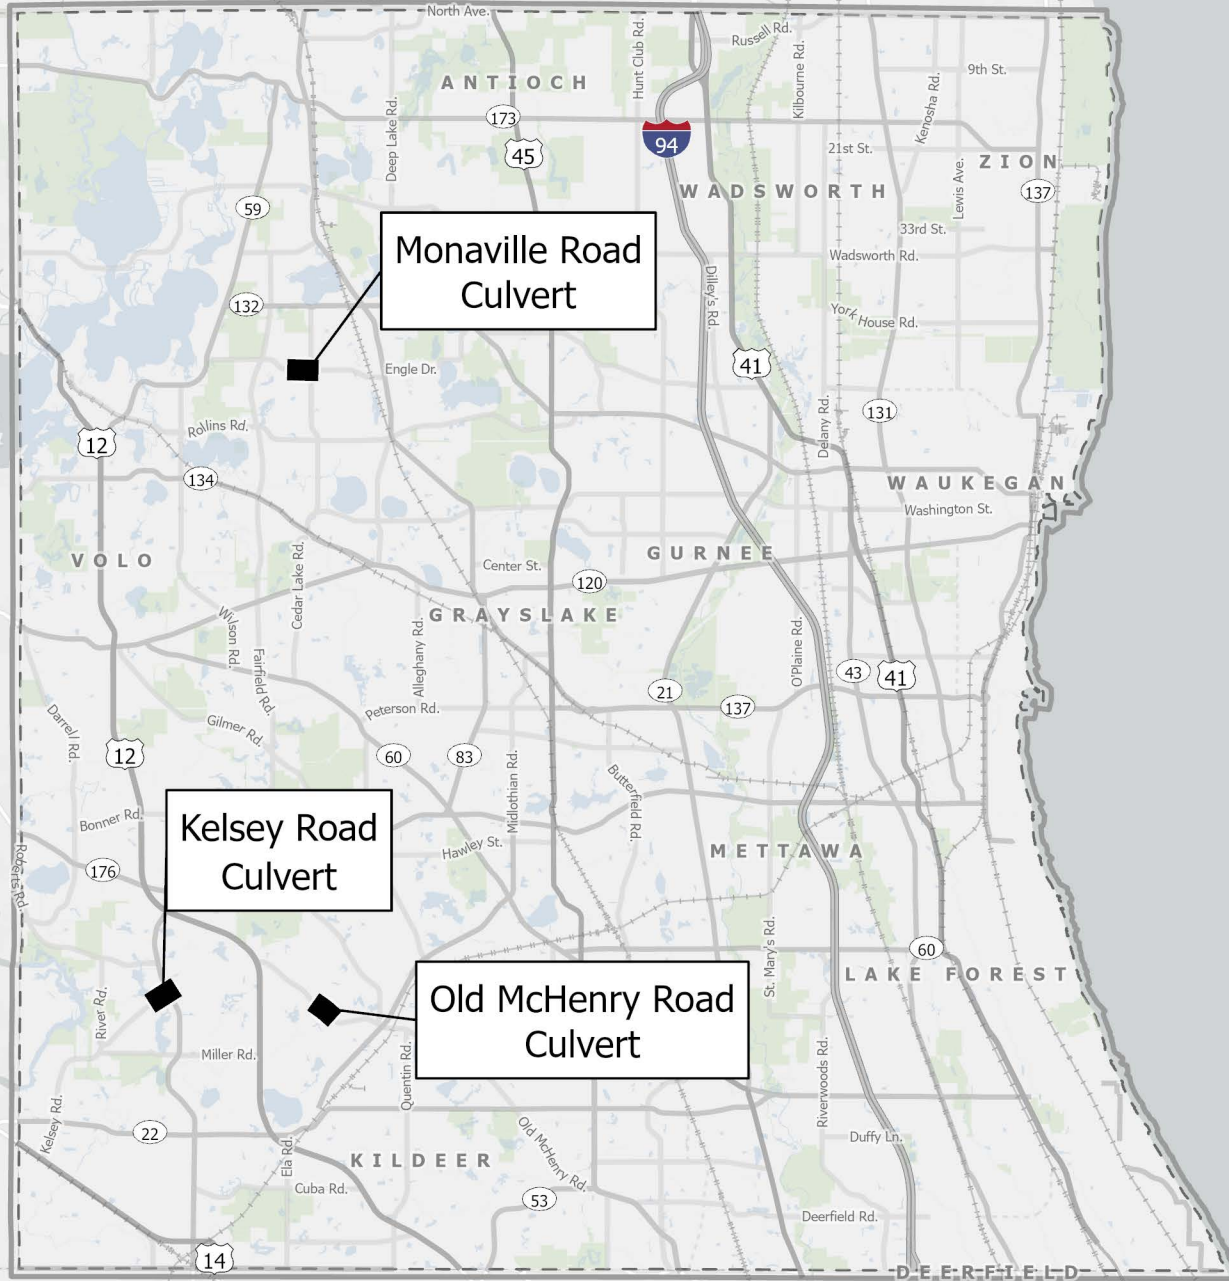 North Ave.
Hunt Club Rd.
Russell Rd.
Kilbourne Rd.
9th St.
ANTIOCH
Deep Lake Rd.
173
Kenosha Rd.
94
45
21st St.
ZION
Lewis Ave.
137
WADSWORTH
59
33rd St.
Monaville Road
Culvert
Wadsworth Rd.
Dilley's Rd.
132
York House Rd.
Engle Dr.
41
Delany Rd.
131
Rollins Rd.
12
134
WAUKEGAN
Washington St.
VOLO
Cedar Lake Rd.
Center St.
GURNEE
120
GRAYSLAKE
Wilson Rd.
Fairfield Rd.
Alleghany Rd.
O'Plaine Rd.
43
41
21
137
Peterson Rd.
Darrell Rd.
Gilmer Rd.
12
60
83
Midlothian Rd.
Butterfield Rd.
Bonner Rd.
Kelsey Road
Culvert
Hawley St.
METTAWA
Roberts Rd.
176
St. Mary's Rd.
60
LAKE FOREST
River Rd.
Old McHenry Road
Culvert
Miller Rd.
Quentin Rd.
Riverwoods Rd.
Kelsey Rd.
22
Ela Rd.
Old McHenry Rd.
Duffy Ln.
KILDEER
Cuba Rd.
53
Deerfield Rd.
14
DEERFIELD